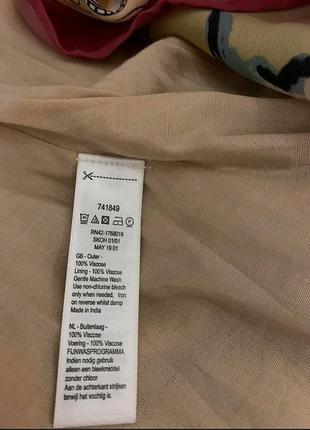 741849
RN42-1768019
SKOH 01/01
MAY 19 01
GB - Outer -
100% Viscose
Lining - 100% Viscose
Gentle Machine Wash
Use non-chlorine bleach
only when needed, Iron
on reverse whilst damp
Made in India
NL - Buitenlaag -
100% Viscose
Voering - 100% Viscose
FIJNWASPROGRAMMA
Indien nodig gebruik
alleen een bleekmiddel
zonder chloor
Aan de achterkant strijken
terwijl het vochtig is.